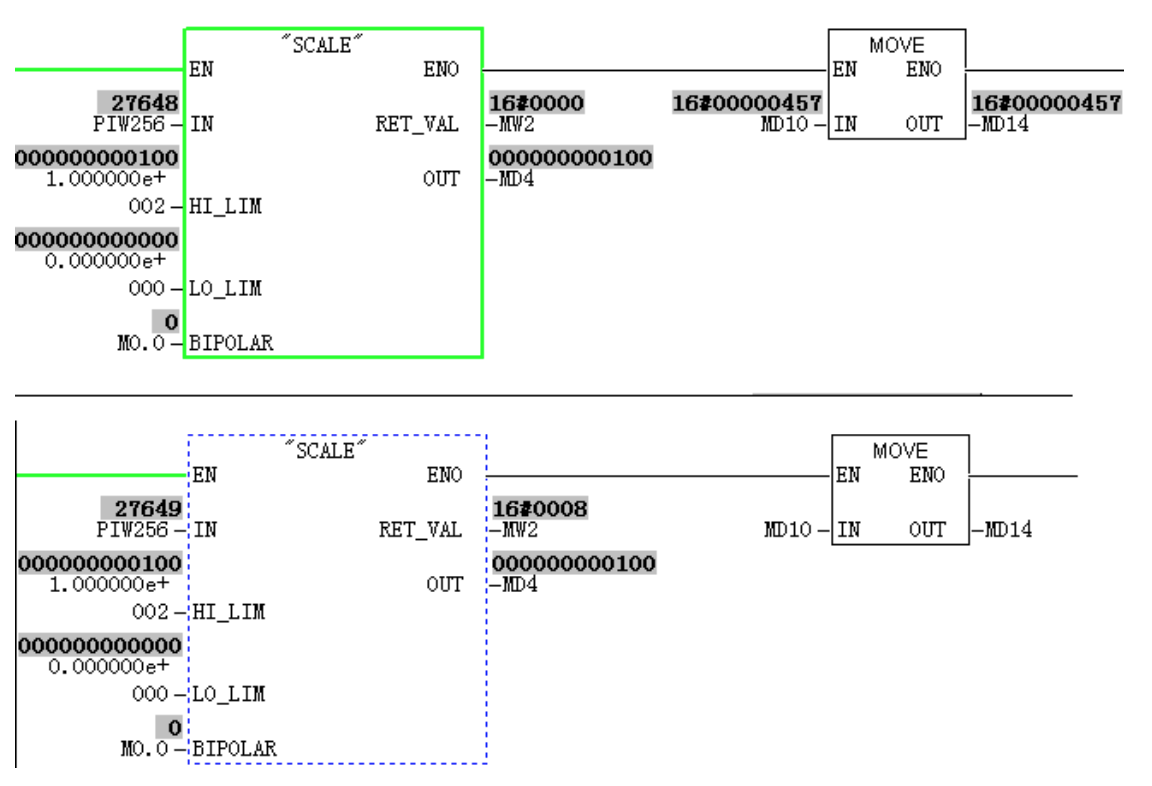 "SCALE" MOVE
EN ENO EN ENO
27648 16#0000 16#00000457 16#00000457
PIW256 IN RET_VAL MW2 MD10 IN OUT MD14
000000000100 000000000100
1.000000e+ OUT MD4
002 HI_LIM
000000000000
0.000000e+
000 LO_LIM
0
M0.0 BIPOLAR
"SCALE" MOVE
EN ENO EN ENO
27649 16#0008
PIW256 IN RET_VAL MW2 MD10 IN OUT MD14
000000000100 000000000100
1.000000e+ OUT MD4
002 HI_LIM
000000000000
0.000000e+
000 LO_LIM
0
M0.0 BIPOLAR